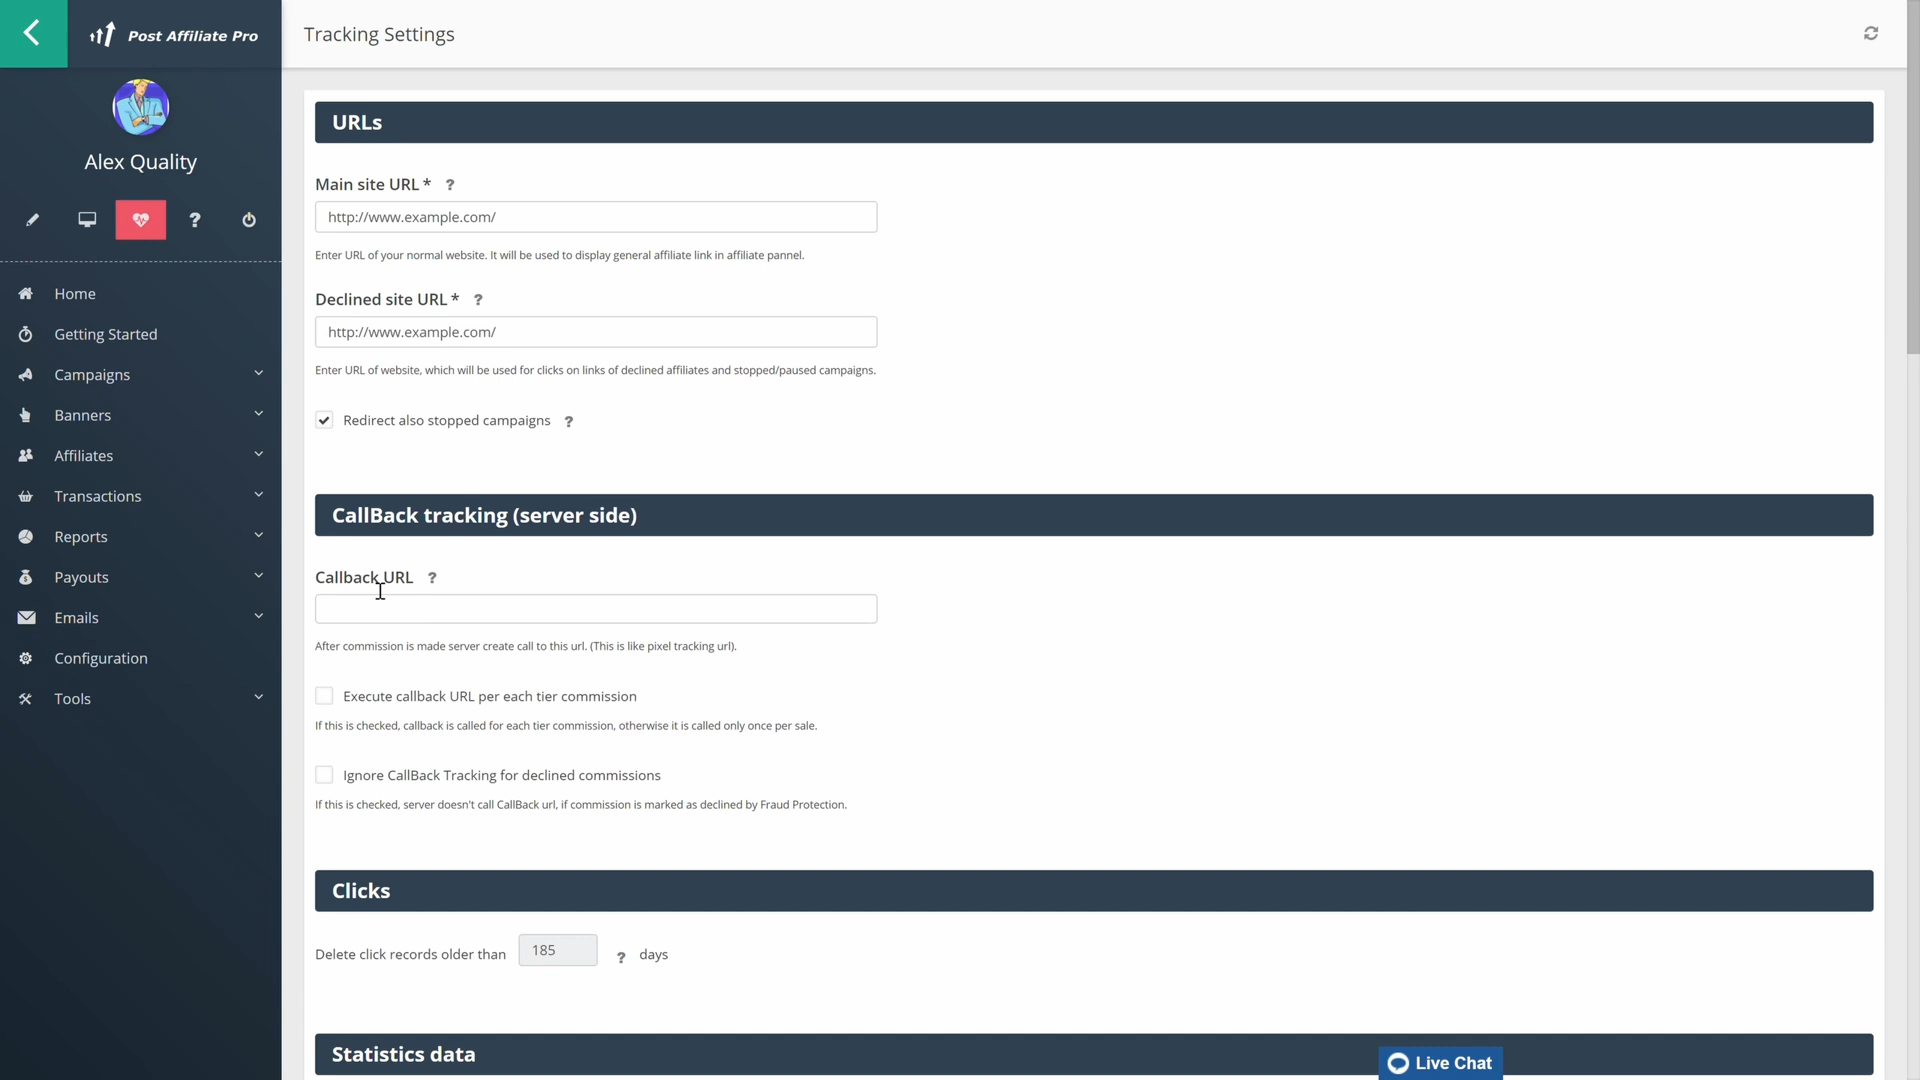 Post Affiliate Pro
Tracking Settings
Alex Quality
?
Home
Getting Started
Campaigns
Banners
Affiliates
Transactions
Reports
Payouts
Emails
Configuration
Tools
URLs
Main site URL * ?
http://www.example.com/
Enter URL of your normal website. It will be used to display general affiliate link in affiliate pannel.
Declined site URL * ?
http://www.example.com/
Enter URL of website, which will be used for clicks on links of declined affiliates and stopped/paused campaigns.
Redirect also stopped campaigns ?
CallBack tracking (server side)
Callback URL ?
After commission is made server create call to this url. (This is like pixel tracking url).
Execute callback URL per each tier commission
If this is checked, callback is called for each tier commission, otherwise it is called only once per sale.
Ignore CallBack Tracking for declined commissions
If this is checked, server doesn't call CallBack url, if commission is marked as declined by Fraud Protection.
Clicks
Delete click records older than 185 ? days
Statistics data
Live Chat